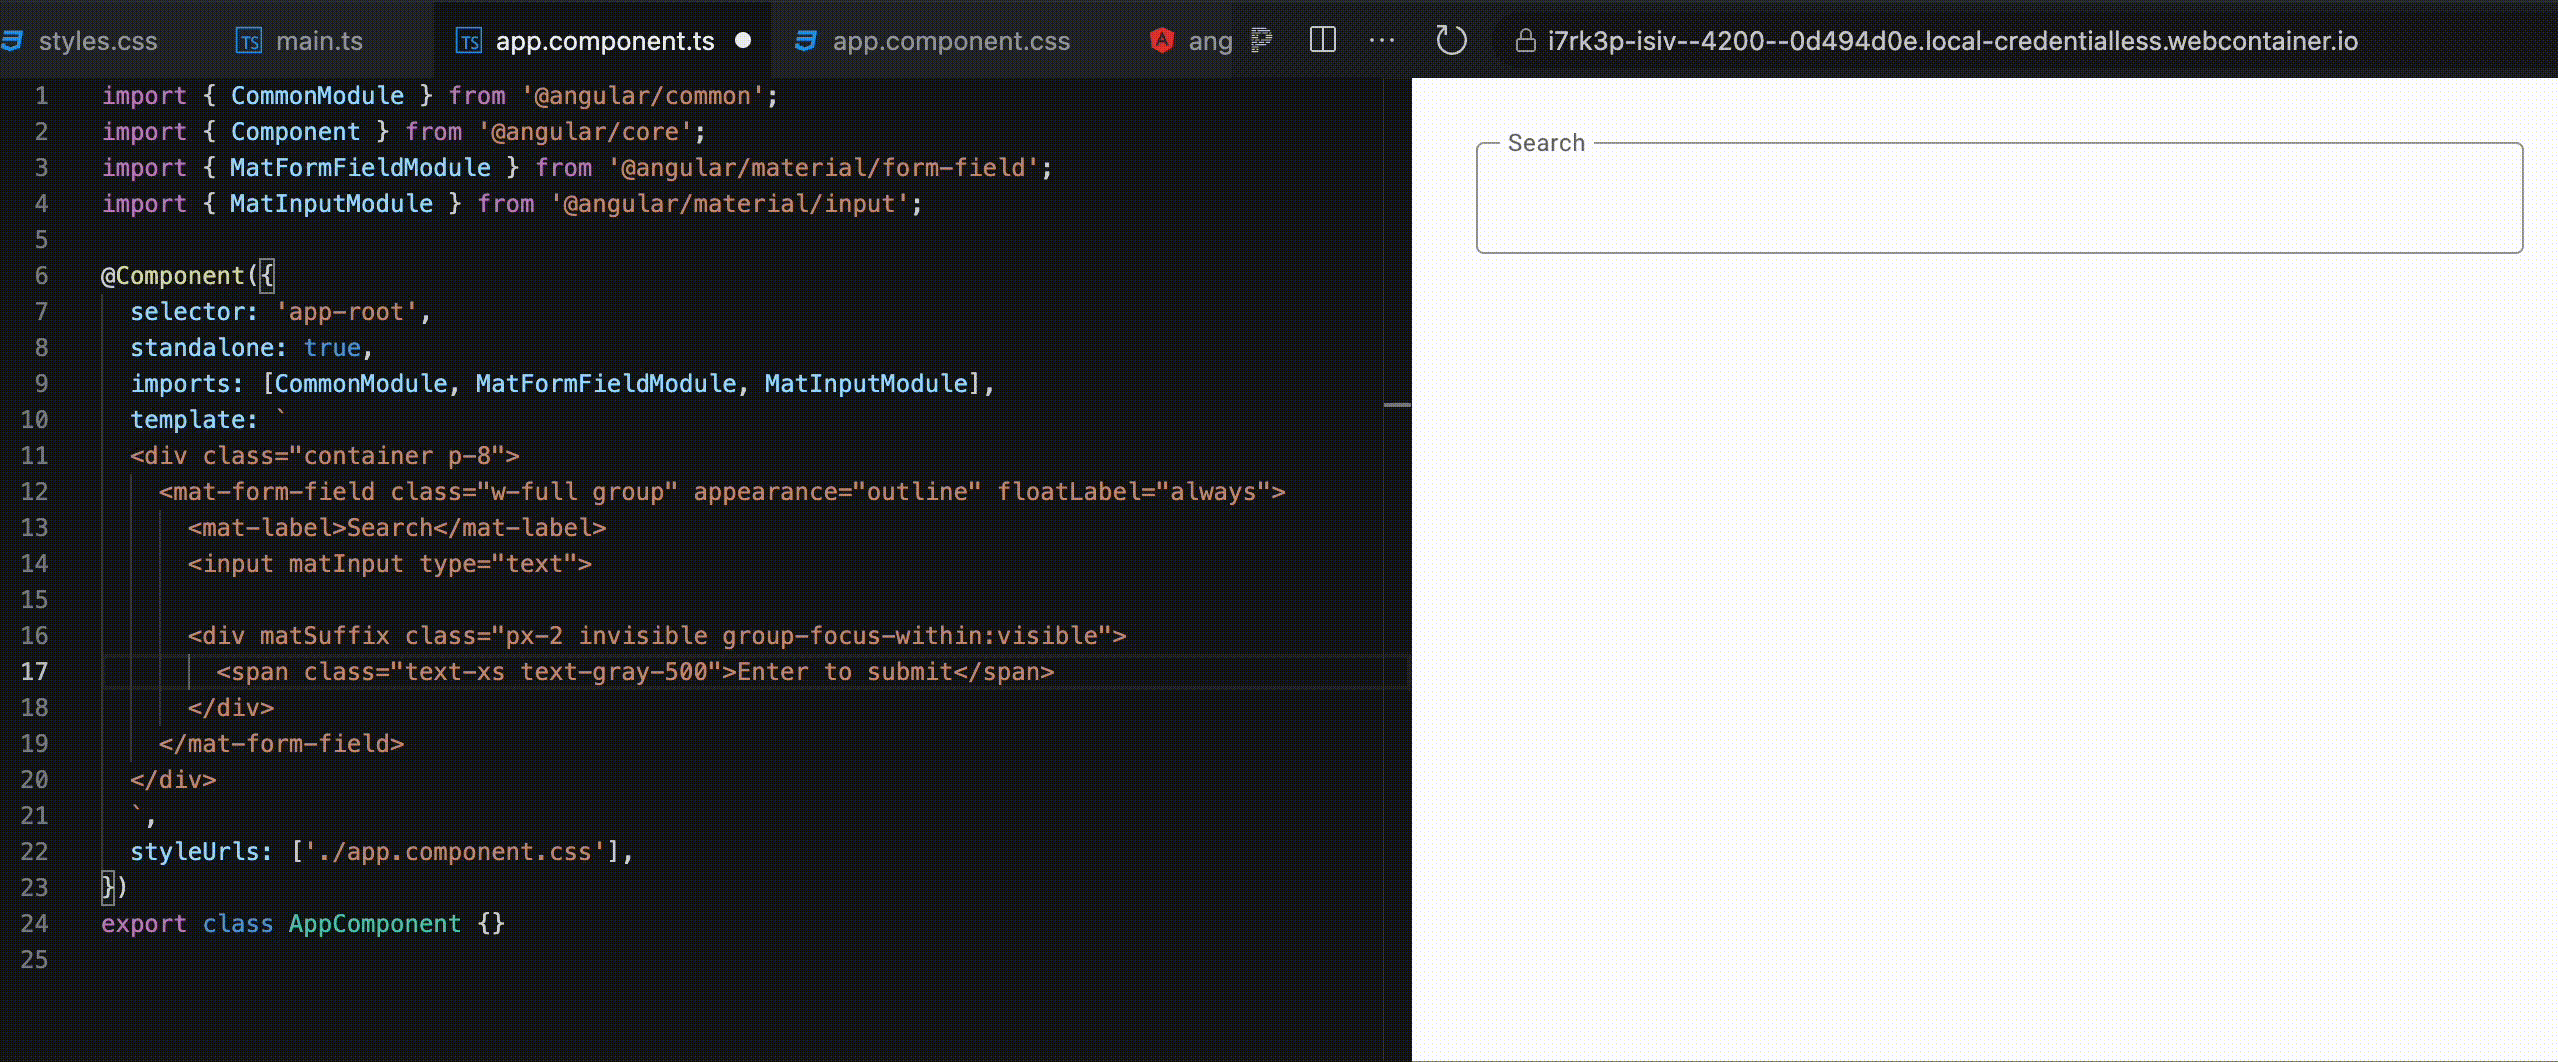 styles.css main.ts app.component.ts app.component.css ang i7rk3p-isiv--4200--0d494d0e.local-credentialless.webcontainer.io
1 import { CommonModule } from '@angular/common';
2 import { Component } from '@angular/core';
3 import { MatFormFieldModule } from '@angular/material/form-field';
4 import { MatInputModule } from '@angular/material/input';
5
6 @Component({
7 selector: 'app-root',
8 standalone: true,
9 imports: [CommonModule, MatFormFieldModule, MatInputModule],
10 template: `
11 <div class="container p-8">
12 <mat-form-field class="w-full group" appearance="outline" floatLabel="always">
13 <mat-label>Search</mat-label>
14 <input matInput type="text">
15
16 <div matSuffix class="px-2 invisible group-focus-within:visible">
17 <span class="text-xs text-gray-500">Enter to submit</span>
18 </div>
19 </mat-form-field>
20 </div>
21 `,
22 styleUrls: ['./app.component.css'],
23 })
24 export class AppComponent {}
25
Search